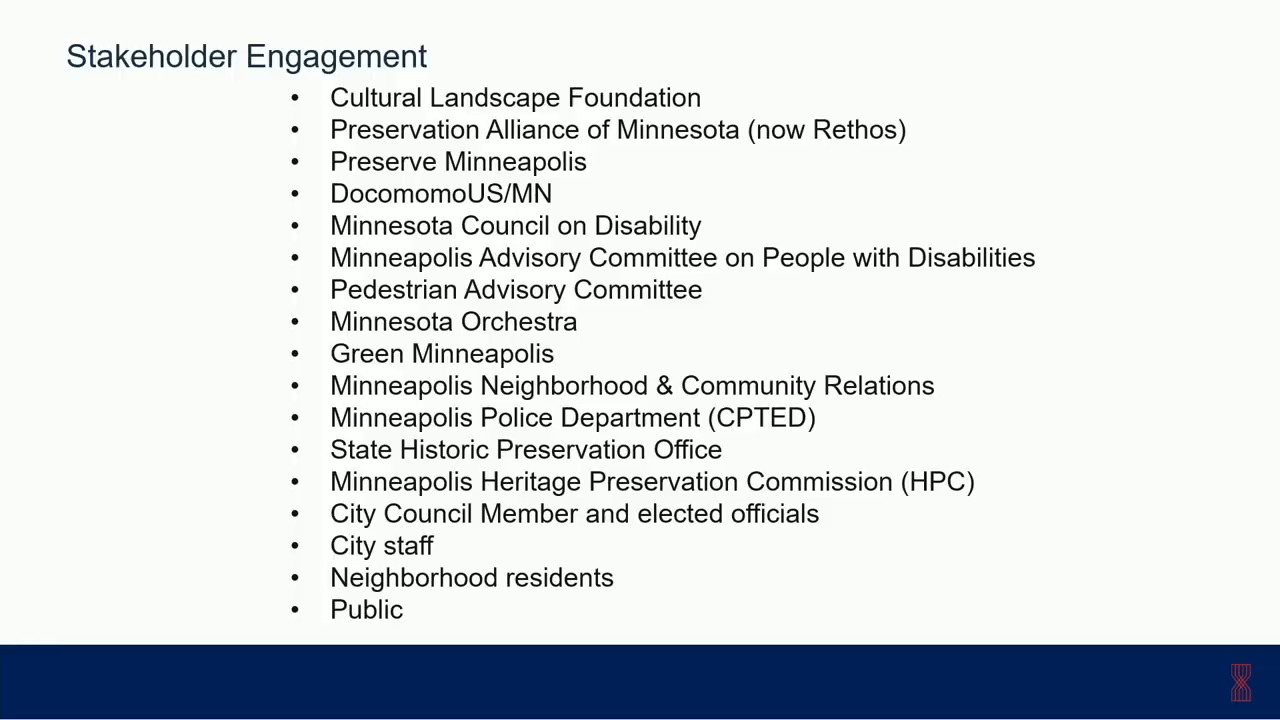 Stakeholder Engagement
• Cultural Landscape Foundation
• Preservation Alliance of Minnesota (now Rethos)
• Preserve Minneapolis
• DocomomoUS/MN
• Minnesota Council on Disability
• Minneapolis Advisory Committee on People with Disabilities
• Pedestrian Advisory Committee
• Minnesota Orchestra
• Green Minneapolis
• Minneapolis Neighborhood & Community Relations
• Minneapolis Police Department (CPTED)
• State Historic Preservation Office
• Minneapolis Heritage Preservation Commission (HPC)
• City Council Member and elected officials
• City staff
• Neighborhood residents
• Public